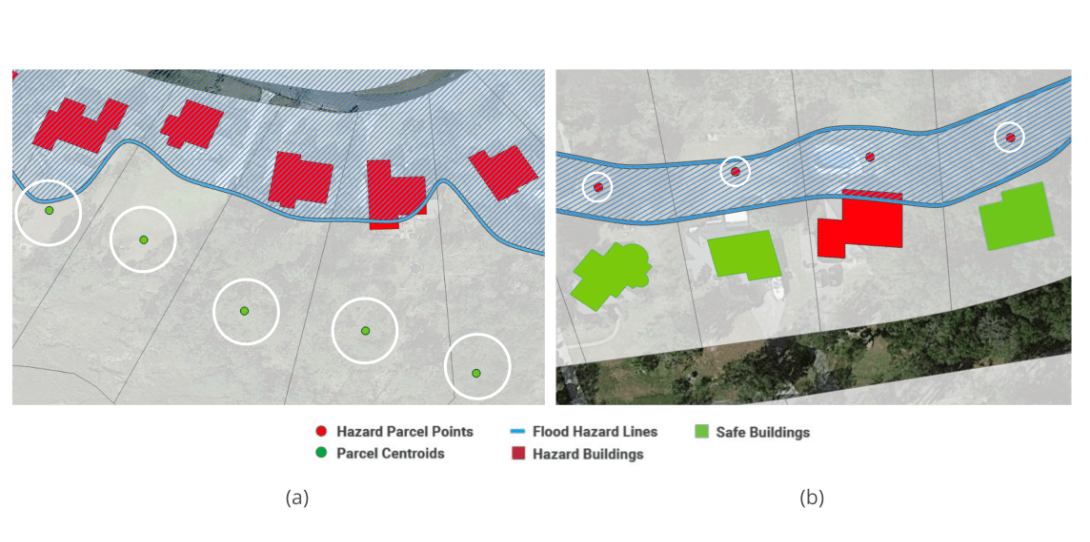 Hazard Parcel Points
Flood Hazard Lines
Safe Buildings
Parcel Centroids
Hazard Buildings
(a)
(b)